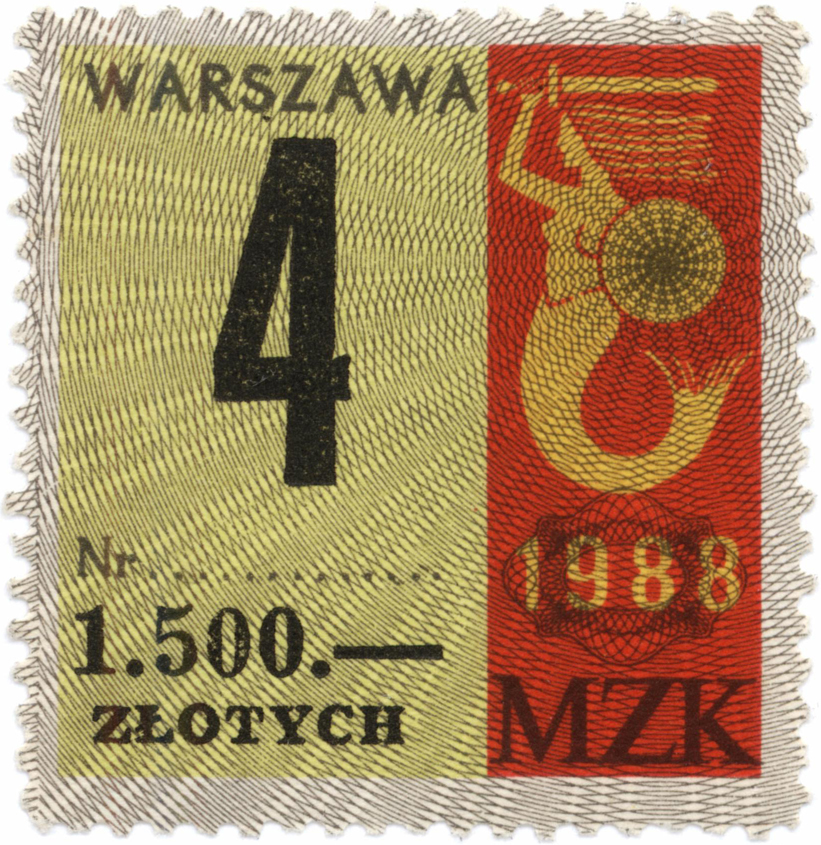 WARSZAWA
4
Nr.....................
1.500.—
ZŁOTYCH
1988
MZK